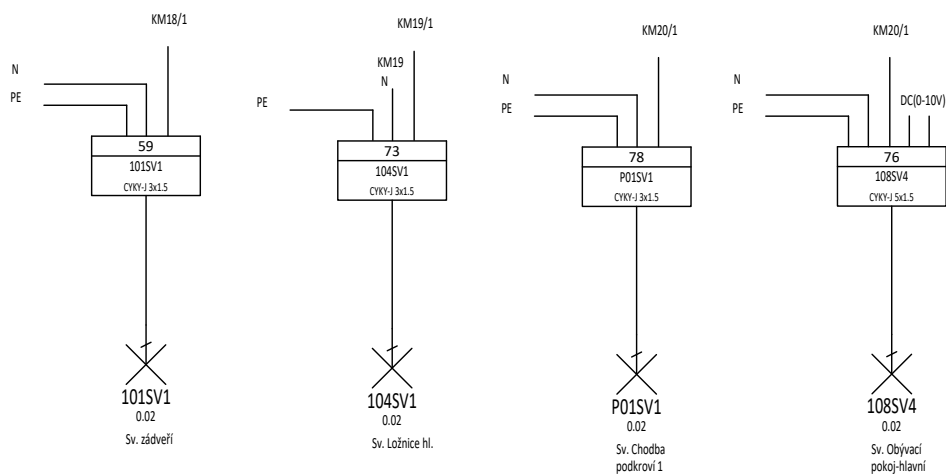 KM18/1
N
PE
59
101SV1
CYKY-J 3x1.5
101SV1
0.02
Sv. zádveří
KM19/1
KM19
N
PE
73
104SV1
CYKY-J 3x1.5
104SV1
0.02
Sv. Ložnice hl.
KM20/1
N
PE
78
P01SV1
CYKY-J 3x1.5
P01SV1
0.02
Sv. Chodba
podkroví 1
KM20/1
N
DC(0-10V)
PE
76
108SV4
CYKY-J 5x1.5
108SV4
0.02
Sv. Obývací
pokoj-hlavní